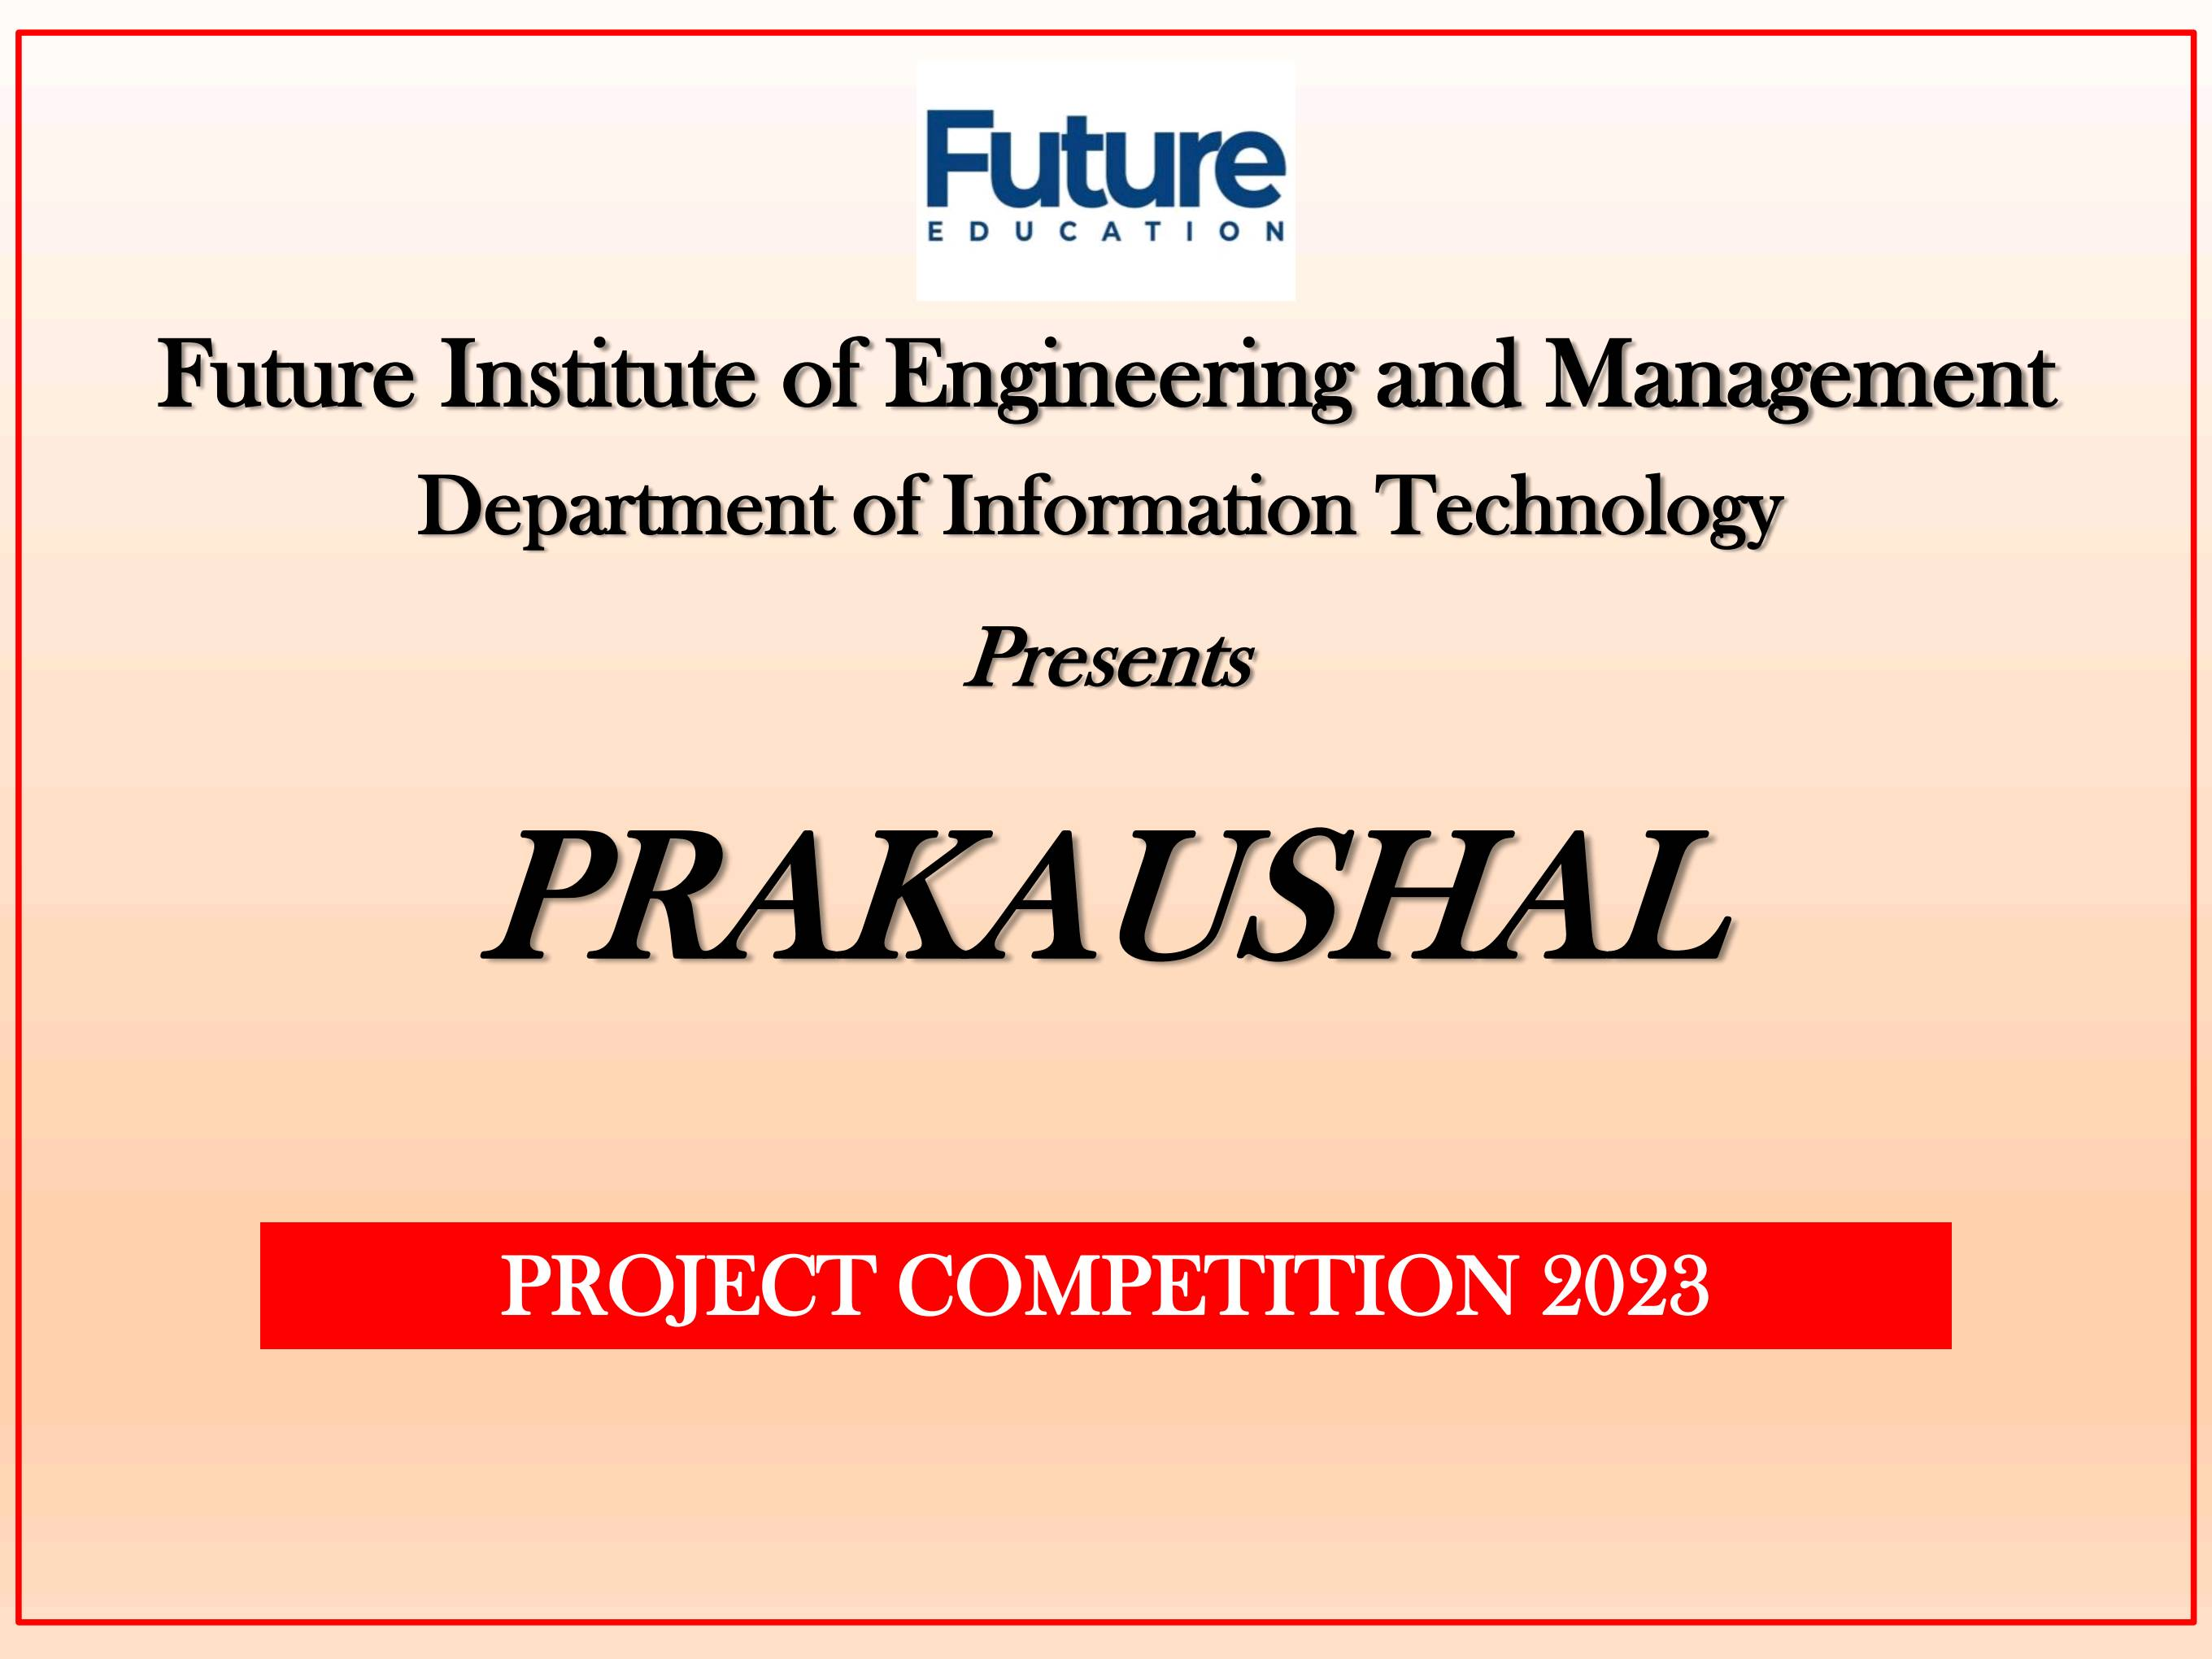 Future
EDUCATION
Future Institute of Engineering and Management
Department of Information Technology
Presents
PRAKAUSHAL
PROJECT COMPETITION 2023